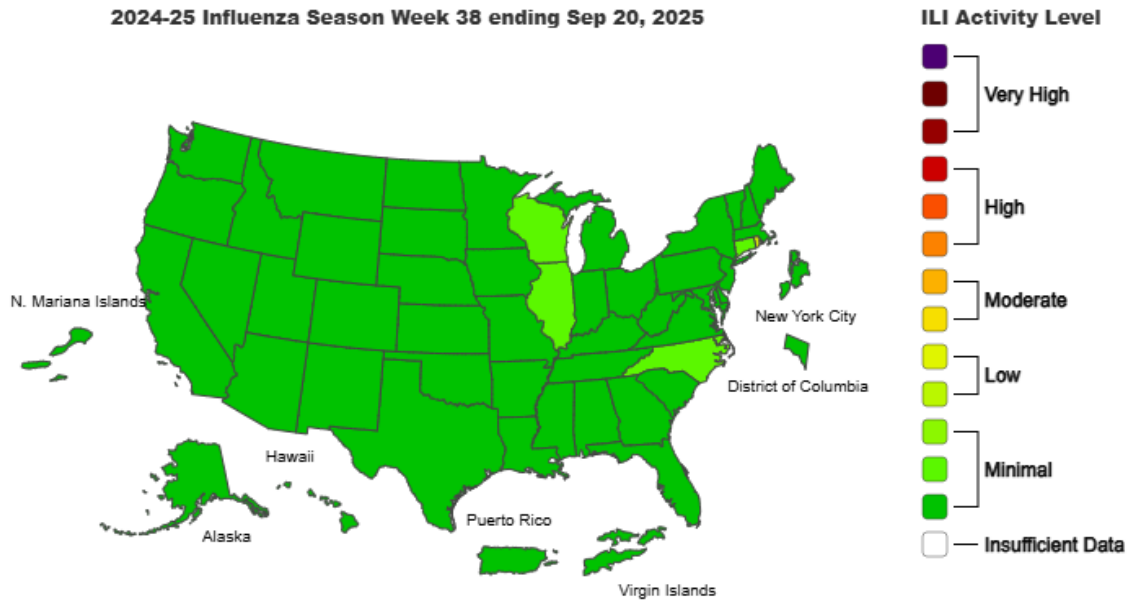 2024-25 Influenza Season Week 38 ending Sep 20, 2025
ILI Activity Level
Very High
High
Moderate
Low
Minimal
Insufficient Data
N. Mariana Islands
New York City
District of Columbia
Hawaii
Alaska
Puerto Rico
Virgin Islands